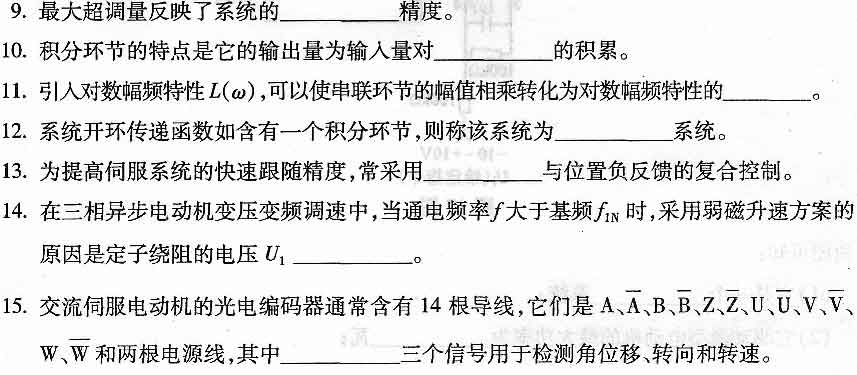 9. 最大超调量反映了系统的__________精度。
10. 积分环节的特点是它的输出量为输入量对__________的积累。
11. 引入对数幅频特性L(ω),可以使串联环节的幅值相乘转化为对数幅频特性的________。
12. 系统开环传递函数如含有一个积分环节,则称该系统为__________系统。
13. 为提高伺服系统的快速跟随精度,常采用__________与位置负反馈的复合控制。
14. 在三相异步电动机变压变频调速中,当通电频率f大于基频f₁N时,采用弱磁升速方案的
原因是定子绕阻的电压U₁__________。
15. 交流伺服电动机的光电编码器通常含有14根导线,它们是A、A̅、B、B̅、Z、Z̅、U、U̅、V、V̅、
W、W̅和两根电源线,其中__________三个信号用于检测角位移、转向和转速。